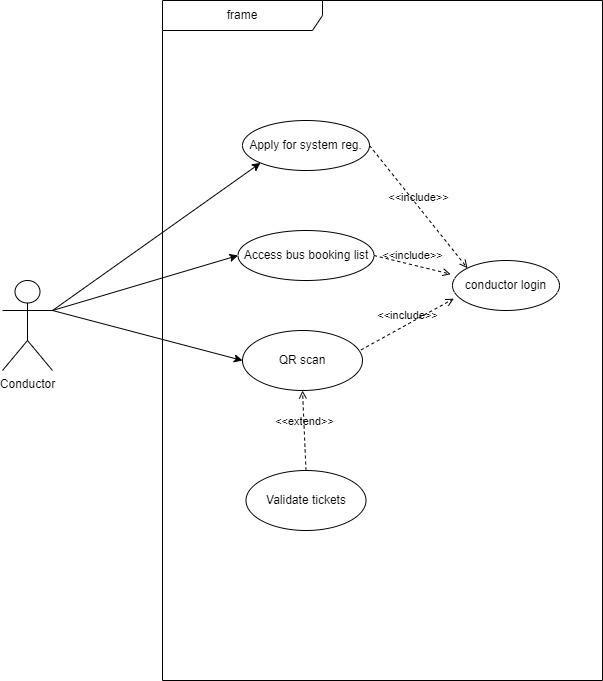 frame
Apply for system reg.
<<include>>
Access bus booking list
<<include>>
conductor login
<<include>>
QR scan
Conductor
<<extend>>
Validate tickets